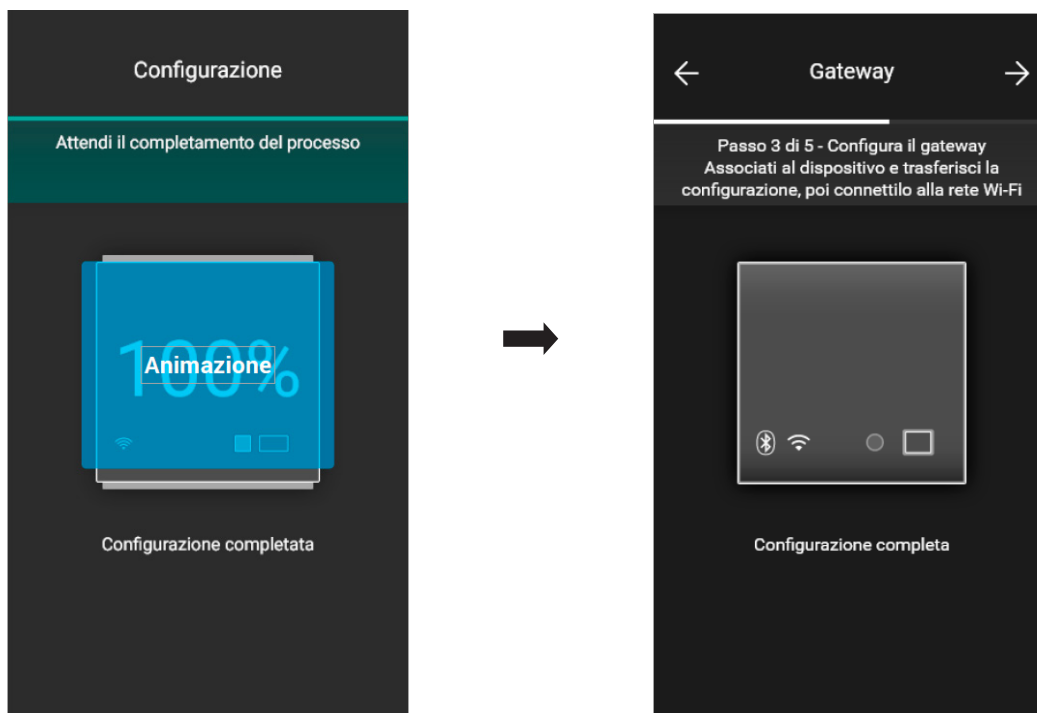 Configurazione
Attendi il completamento del processo
100%
Animazione
Configurazione completata
Gateway
Passo 3 di 5 - Configura il gateway
Associati al dispositivo e trasferisci la
configurazione, poi connettilo alla rete Wi-Fi
Configurazione completa